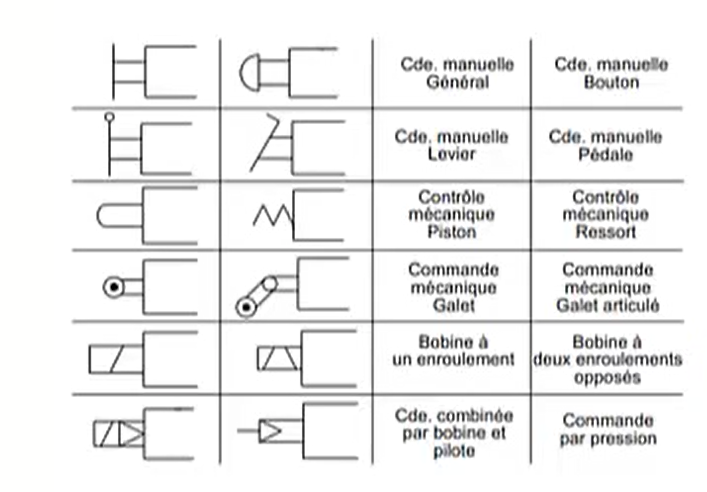 Cde. manuelle
Général
Cde. manuelle
Bouton
Cde. manuelle
Levier
Cde. manuelle
Pédale
Contrôle
mécanique
Piston
Contrôle
mécanique
Ressort
Commande
mécanique
Galet
Commande
mécanique
Galet articulé
Bobine à
un enroulement
Bobine à
deux enroulements
opposés
Cde. combinée
par bobine et
pilote
Commande
par pression